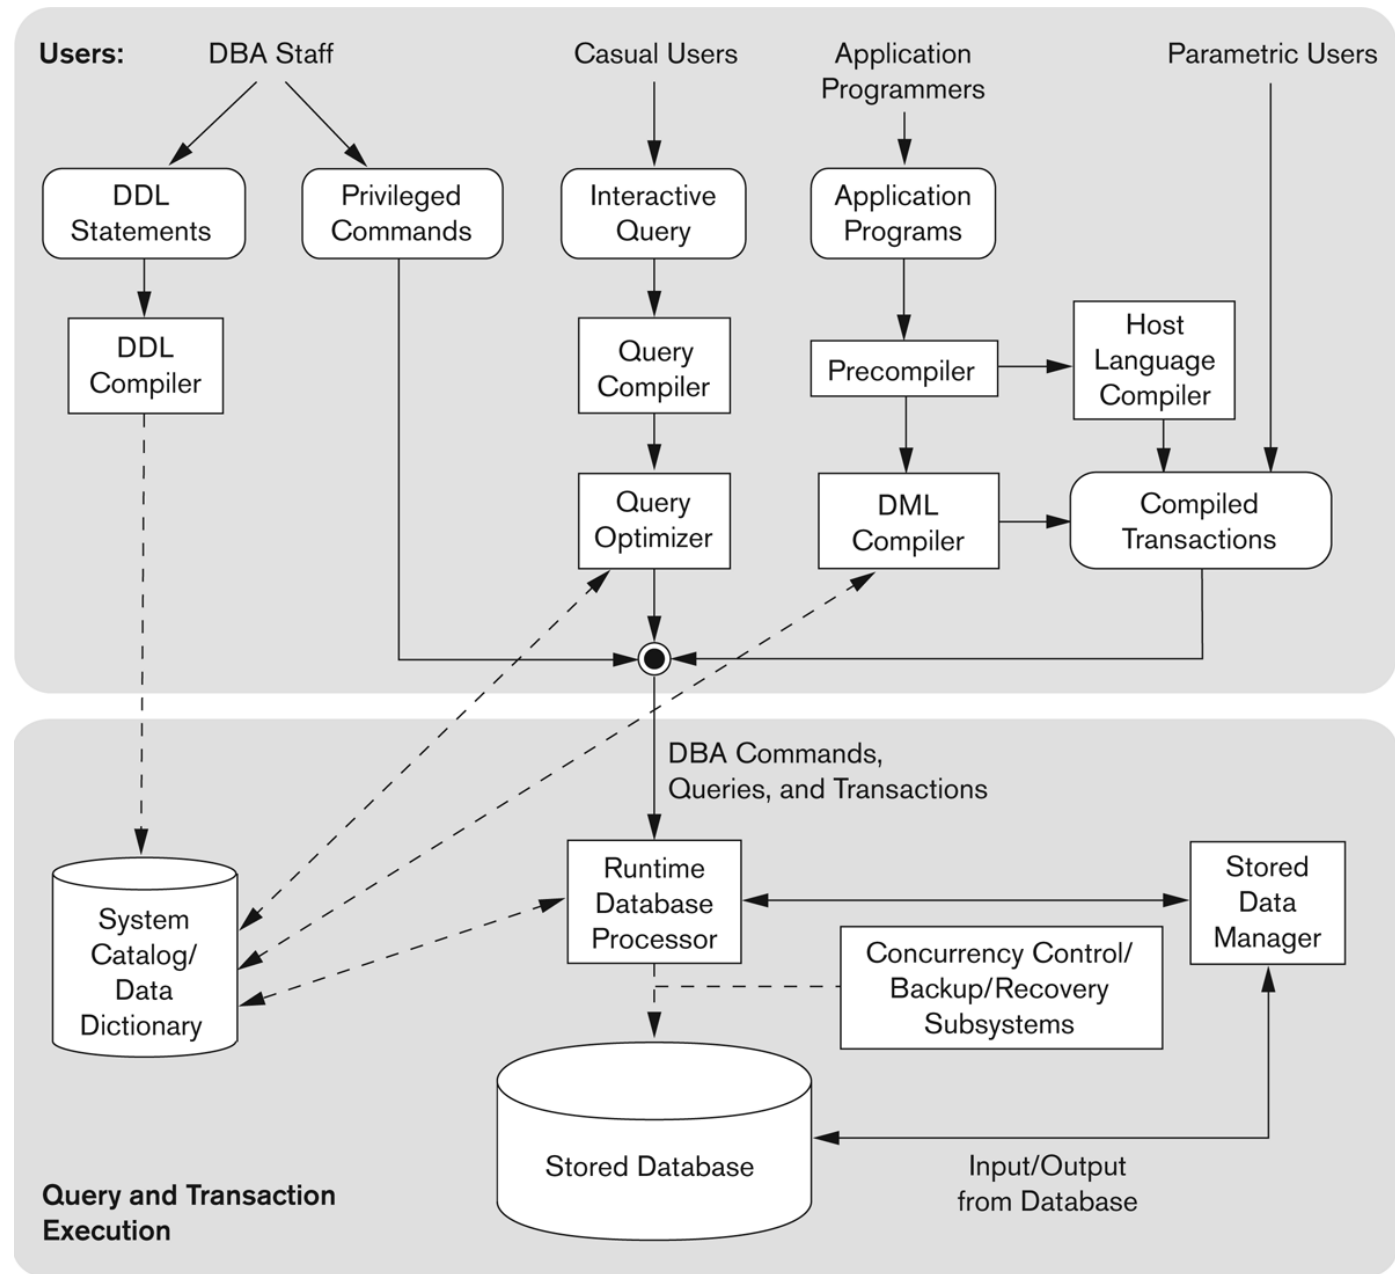 Users:
DBA Staff
Casual Users
Application
Programmers
Parametric Users
DDL
Statements
Privileged
Commands
Interactive
Query
Application
Programs
DDL
Compiler
Query
Compiler
Precompiler
Host
Language
Compiler
Query
Optimizer
DML
Compiler
Compiled
Transactions
DBA Commands,
Queries, and Transactions
System
Catalog/
Data
Dictionary
Runtime
Database
Processor
Stored
Data
Manager
Concurrency Control/
Backup/Recovery
Subsystems
Stored Database
Input/Output
from Database
Query and Transaction
Execution